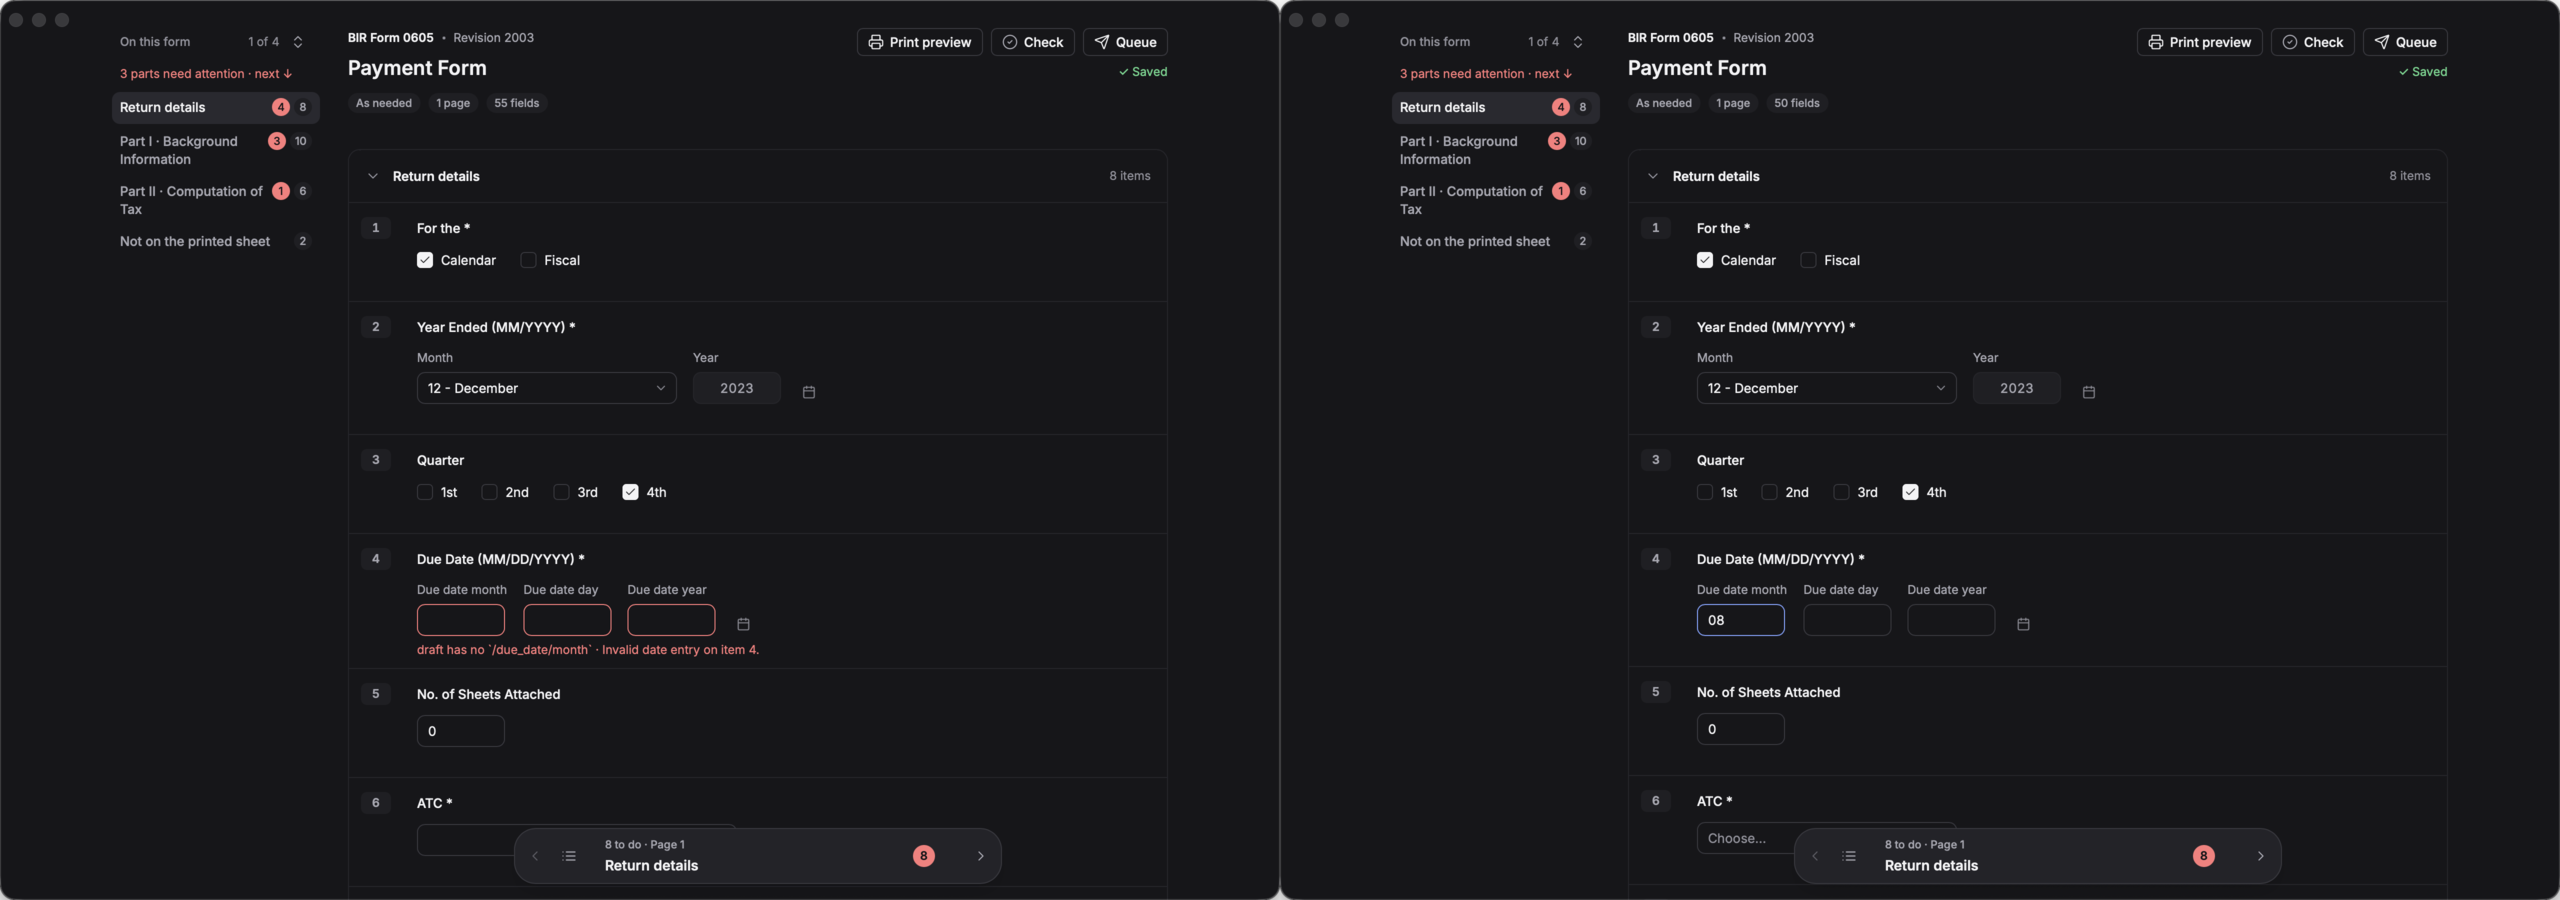 On this form 1 of 4
3 parts need attention · next ↓
Return details 4 8
Part I · Background Information 3 10
Part II · Computation of Tax 1 6
Not on the printed sheet 2
BIR Form 0605 • Revision 2003
Payment Form
As needed 1 page 55 fields
Print preview Check Queue
✓ Saved
Return details 8 items
1 For the *
Calendar Fiscal
2 Year Ended (MM/YYYY) *
Month Year
12 - December 2023
3 Quarter
1st 2nd 3rd 4th
4 Due Date (MM/DD/YYYY) *
Due date month Due date day Due date year
draft has no `/due_date/month` · Invalid date entry on item 4.
5 No. of Sheets Attached
0
6 ATC *
8 to do · Page 1
Return details 8
On this form 1 of 4
3 parts need attention · next ↓
Return details 4 8
Part I · Background Information 3 10
Part II · Computation of Tax 1 6
Not on the printed sheet 2
BIR Form 0605 • Revision 2003
Payment Form
As needed 1 page 50 fields
Print preview Check Queue
✓ Saved
Return details 8 items
1 For the *
Calendar Fiscal
2 Year Ended (MM/YYYY) *
Month Year
12 - December 2023
3 Quarter
1st 2nd 3rd 4th
4 Due Date (MM/DD/YYYY) *
Due date month Due date day Due date year
08
5 No. of Sheets Attached
0
6 ATC *
Choose...
8 to do · Page 1
Return details 8